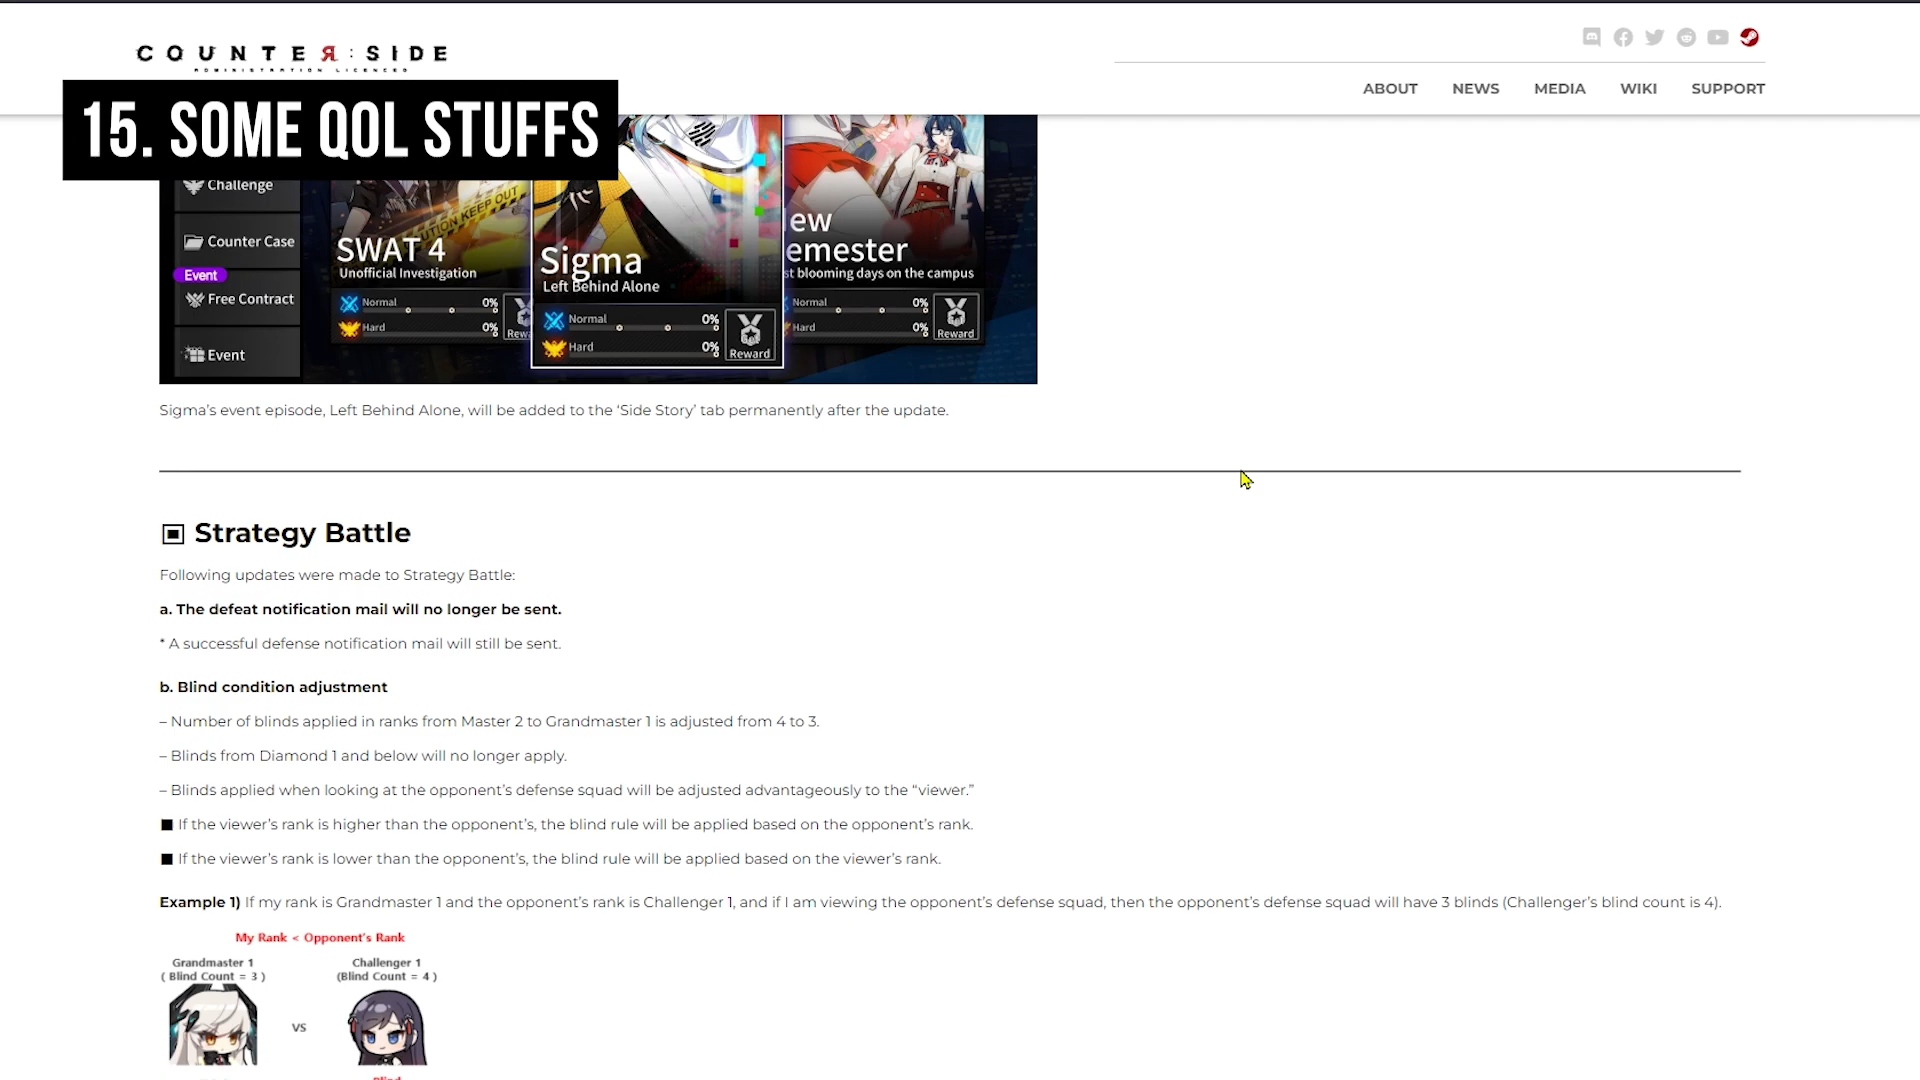 COUNTER:SIDE
ADMINISTRATION LICENCED
ABOUT NEWS MEDIA WIKI SUPPORT
15. SOME QOL STUFFS
Challenge
Counter Case
Event
Free Contract
Event
SWAT 4
Unofficial Investigation
Normal 0%
Hard 0%
Rew
KEEP OUT
Sigma
Left Behind Alone
Normal 0%
Hard 0%
Reward
ew
emester
st blooming days on the campus
Normal 0%
Hard 0%
Reward
Sigma’s event episode, Left Behind Alone, will be added to the ‘Side Story’ tab permanently after the update.
▣ Strategy Battle
Following updates were made to Strategy Battle:
a. The defeat notification mail will no longer be sent.
* A successful defense notification mail will still be sent.
b. Blind condition adjustment
– Number of blinds applied in ranks from Master 2 to Grandmaster 1 is adjusted from 4 to 3.
– Blinds from Diamond 1 and below will no longer apply.
– Blinds applied when looking at the opponent’s defense squad will be adjusted advantageously to the “viewer.”
■ If the viewer’s rank is higher than the opponent’s, the blind rule will be applied based on the opponent’s rank.
■ If the viewer’s rank is lower than the opponent’s, the blind rule will be applied based on the viewer’s rank.
Example 1) If my rank is Grandmaster 1 and the opponent’s rank is Challenger 1, and if I am viewing the opponent’s defense squad, then the opponent’s defense squad will have 3 blinds (Challenger’s blind count is 4).
My Rank < Opponent’s Rank
Grandmaster 1 Challenger 1
( Blind Count = 3 ) (Blind Count = 4 )
VS
Blind